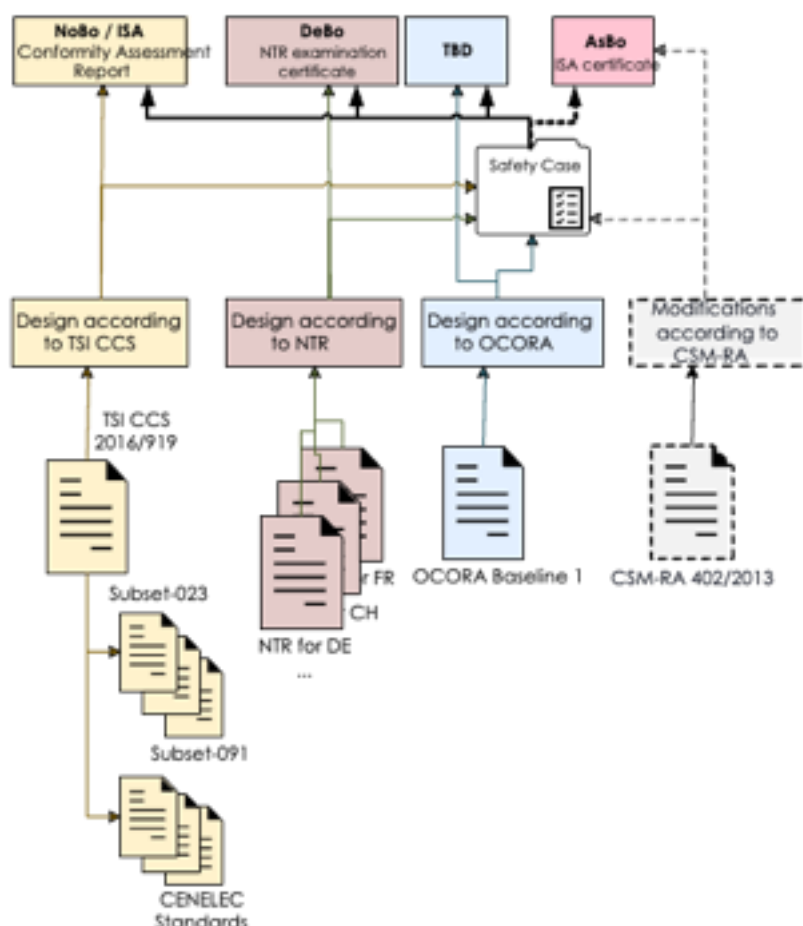 NoBo / ISA
Conformity Assessment
Report
DeBo
NTR examination
certificate
TBD
AsBo
ISA certificate
Safety Case
Design according
to TSI CCS
Design according
to NTR
Design according
to OCORA
Modifications
according to
CSM-RA
TSI CCS
2016/919
r FR
CH
NTR for DE
...
OCORA Baseline 1
CSM-RA 402/2013
Subset-023
Subset-091
CENELEC
Standards